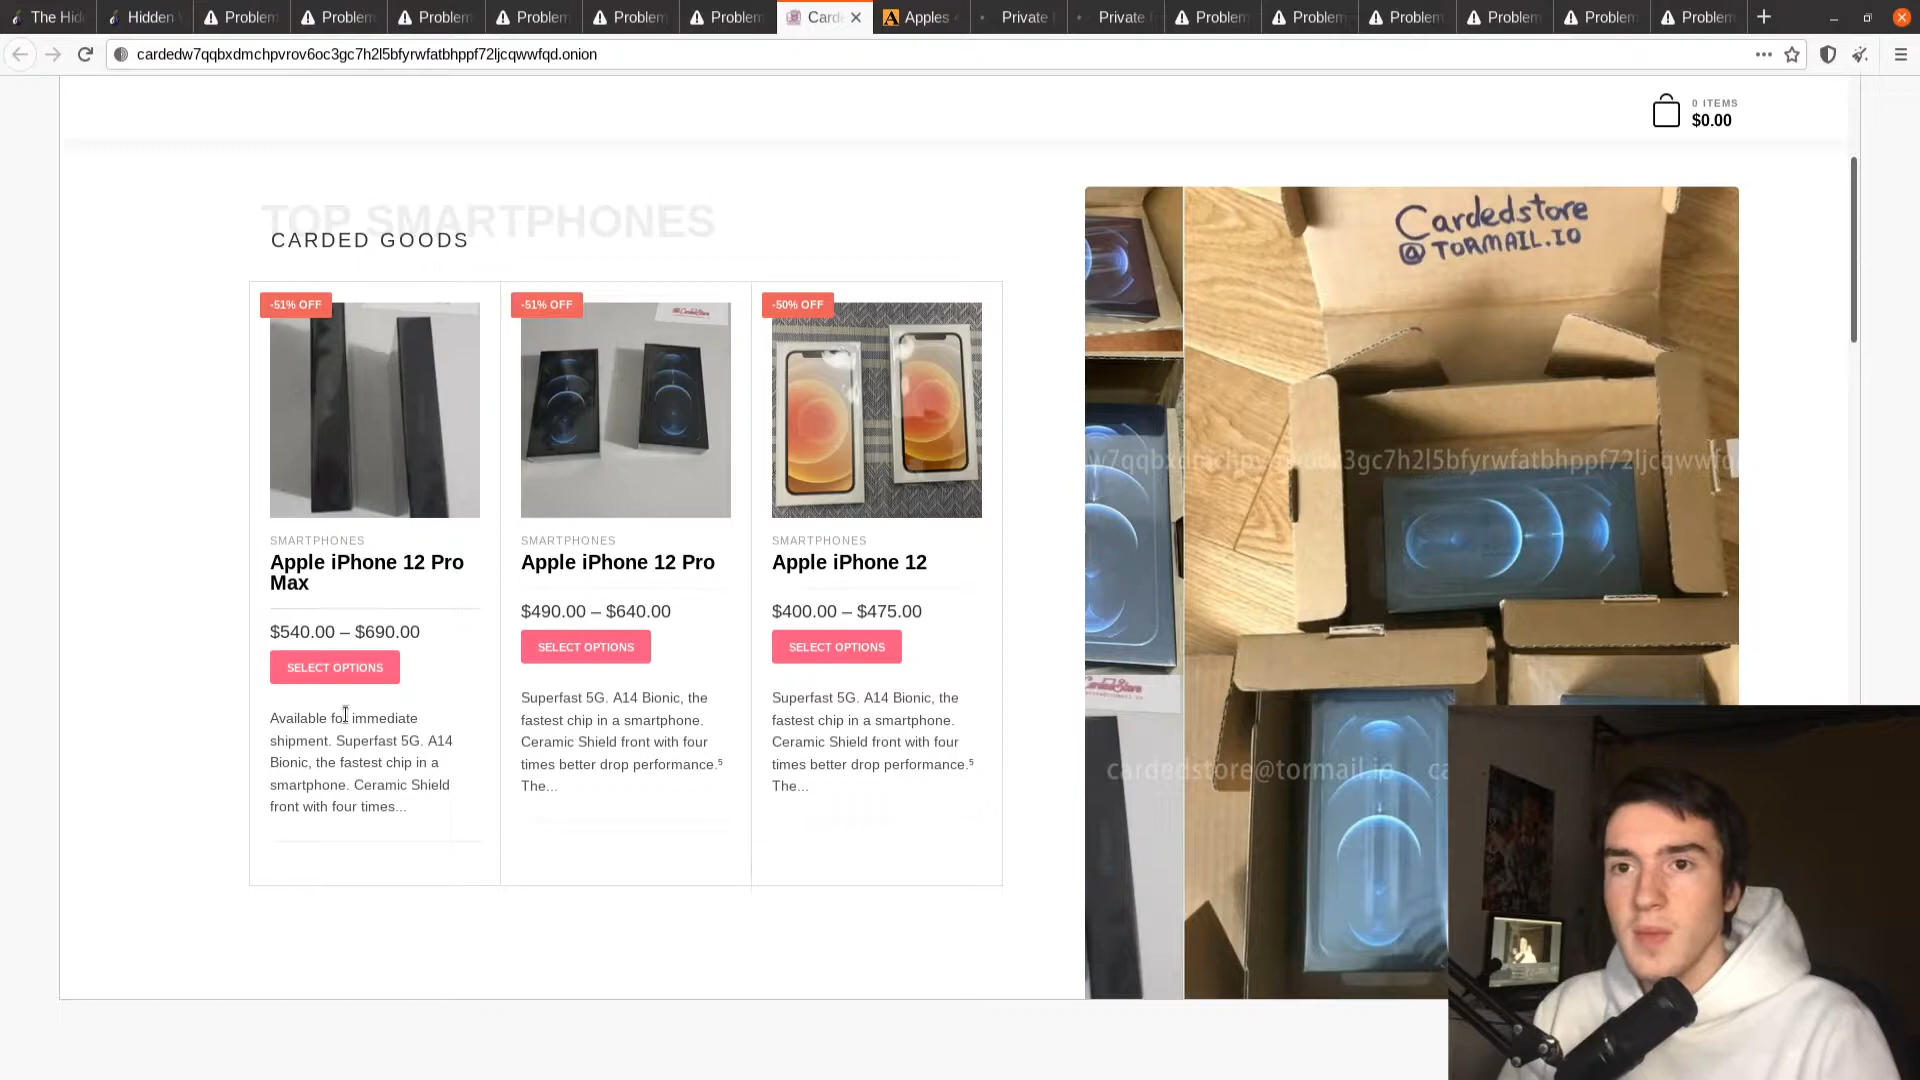 The Hid
Hidden
Problem
Problem
Problem
Problem
Problem
Problem
Carde
Apples
Private
Private
Problem
Problem
Problem
Problem
Problem
Problem
cardedw7qqbxdmchpvrov6oc3gc7h2l5bfyrwfatbhppf72ljcqwwfqd.onion
0 ITEMS
$0.00
TOP SMARTPHONES
CARDED GOODS
-51% OFF
-51% OFF
-50% OFF
SMARTPHONES
Apple iPhone 12 Pro
Max
$540.00 – $690.00
SELECT OPTIONS
Available for immediate
shipment. Superfast 5G. A14
Bionic, the fastest chip in a
smartphone. Ceramic Shield
front with four times...
SMARTPHONES
Apple iPhone 12 Pro
$490.00 – $640.00
SELECT OPTIONS
Superfast 5G. A14 Bionic, the
fastest chip in a smartphone.
Ceramic Shield front with four
times better drop performance.⁵
The...
SMARTPHONES
Apple iPhone 12
$400.00 – $475.00
SELECT OPTIONS
Superfast 5G. A14 Bionic, the
fastest chip in a smartphone.
Ceramic Shield front with four
times better drop performance.⁵
The...
Cardedstore
@TORMAIL.IO
CardedStore
cardedstore@tormail.io